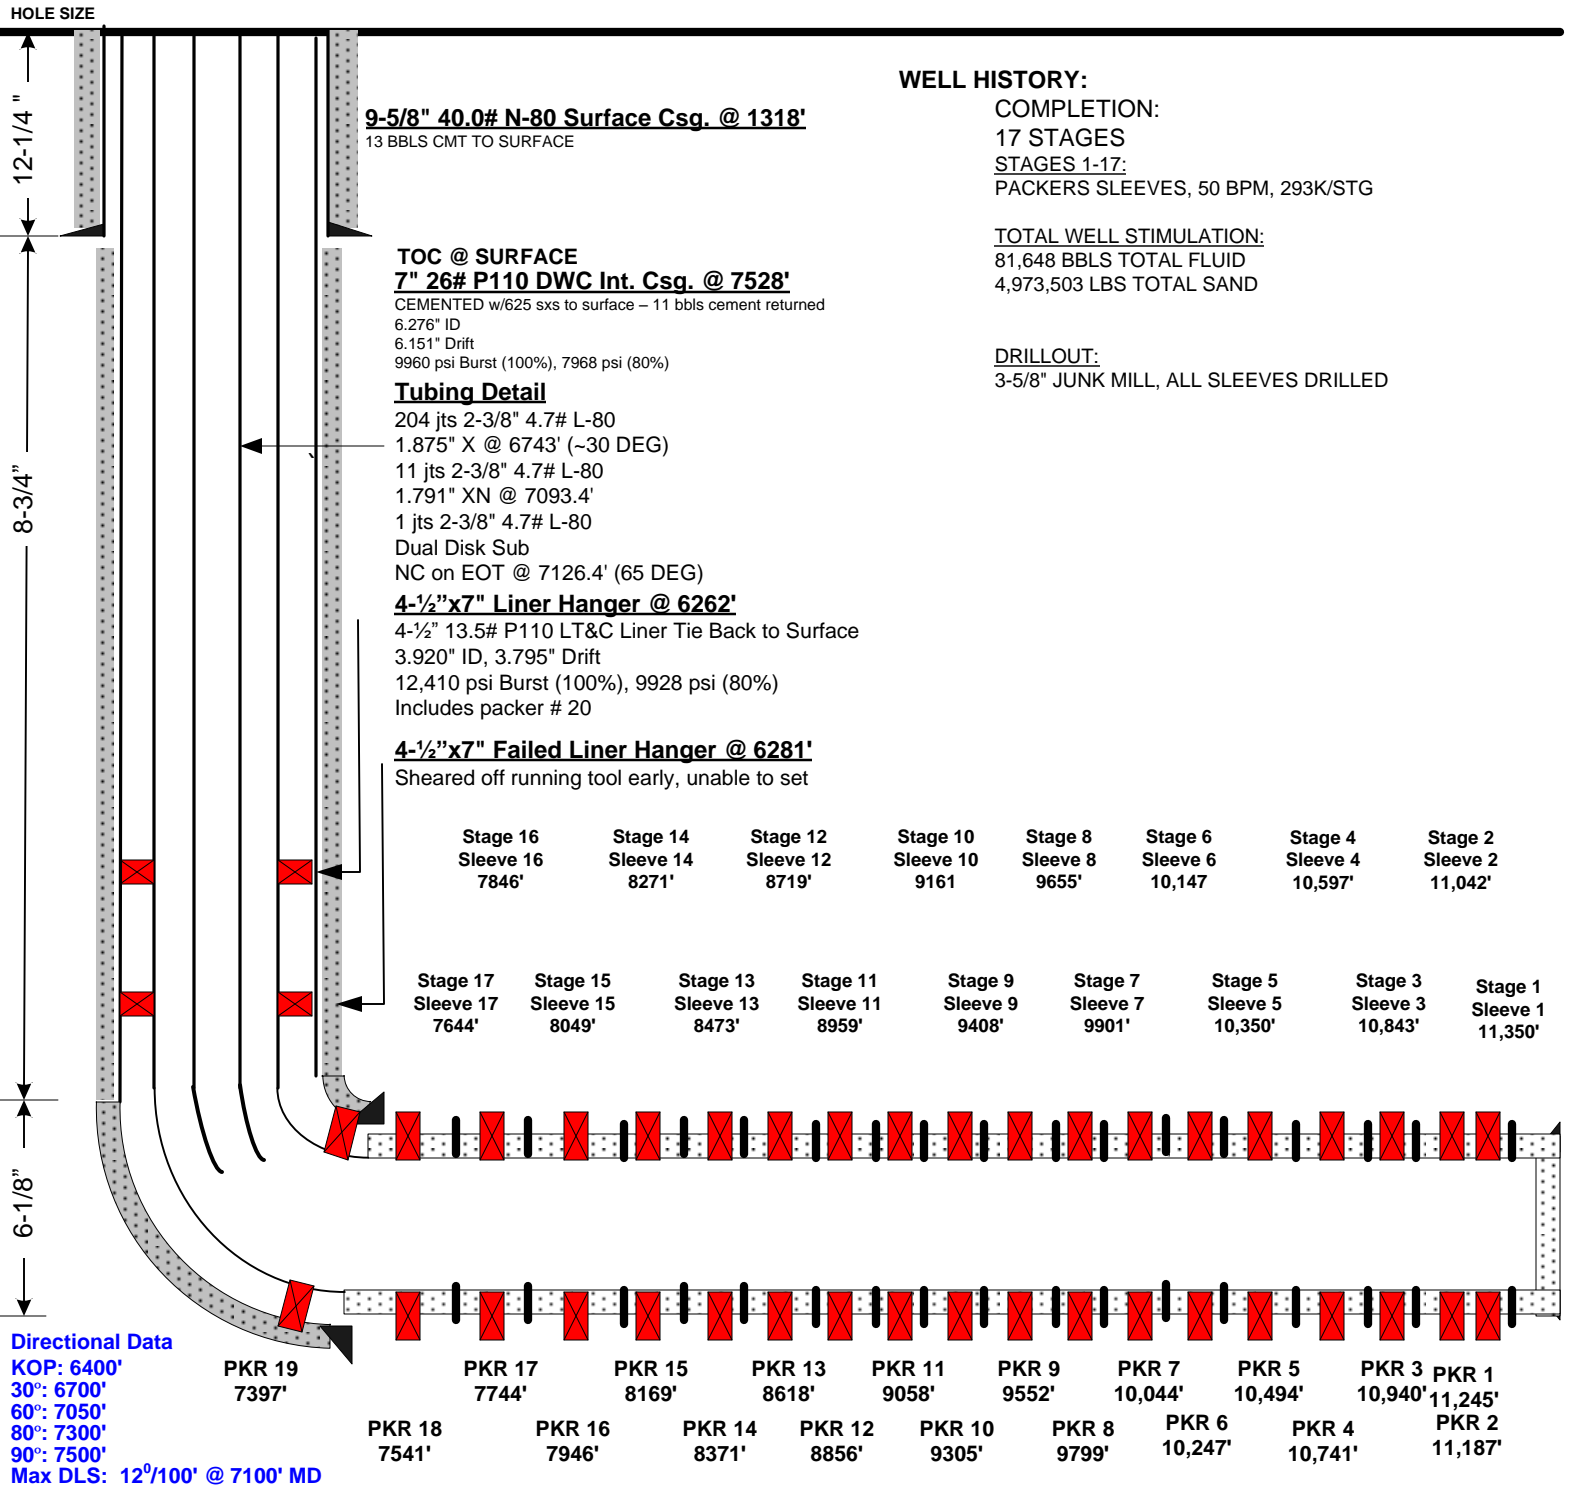 HOLE SIZE
12-1/4 "
8-3/4”
6-1/8”
9-5/8" 40.0# N-80 Surface Csg. @ 1318'
13 BBLS CMT TO SURFACE
TOC @ SURFACE
7" 26# P110 DWC Int. Csg. @ 7528'
CEMENTED w/625 sxs to surface – 11 bbls cement returned
6.276" ID
6.151" Drift
9960 psi Burst (100%), 7968 psi (80%)
Tubing Detail
204 jts 2-3/8" 4.7# L-80
1.875" X @ 6743' (~30 DEG)
`
11 jts 2-3/8" 4.7# L-80
1.791" XN @ 7093.4'
1 jts 2-3/8" 4.7# L-80
Dual Disk Sub
NC on EOT @ 7126.4' (65 DEG)
4-½”x7" Liner Hanger @ 6262'
4-½” 13.5# P110 LT&C Liner Tie Back to Surface
3.920" ID, 3.795" Drift
12,410 psi Burst (100%), 9928 psi (80%)
Includes packer # 20
4-½”x7" Failed Liner Hanger @ 6281'
Sheared off running tool early, unable to set
WELL HISTORY:
COMPLETION:
17 STAGES
STAGES 1-17:
PACKERS SLEEVES, 50 BPM, 293K/STG
TOTAL WELL STIMULATION:
81,648 BBLS TOTAL FLUID
4,973,503 LBS TOTAL SAND
DRILLOUT:
3-5/8" JUNK MILL, ALL SLEEVES DRILLED
Stage 16
Sleeve 16
7846'
Stage 14
Sleeve 14
8271'
Stage 12
Sleeve 12
8719'
Stage 10
Sleeve 10
9161
Stage 8
Sleeve 8
9655'
Stage 6
Sleeve 6
10,147
Stage 4
Sleeve 4
10,597'
Stage 2
Sleeve 2
11,042'
Stage 17
Sleeve 17
7644'
Stage 15
Sleeve 15
8049'
Stage 13
Sleeve 13
8473'
Stage 11
Sleeve 11
8959'
Stage 9
Sleeve 9
9408'
Stage 7
Sleeve 7
9901'
Stage 5
Sleeve 5
10,350'
Stage 3
Sleeve 3
10,843'
Stage 1
Sleeve 1
11,350'
Directional Data
KOP: 6400'
30°: 6700'
60°: 7050'
80°: 7300'
90°: 7500'
Max DLS: 12⁰/100' @ 7100' MD
PKR 19
7397'
PKR 17
7744'
PKR 15
8169'
PKR 13
8618'
PKR 11
9058'
PKR 9
9552'
PKR 7
10,044'
PKR 5
10,494'
PKR 3
10,940'
PKR 1
11,245'
PKR 18
7541'
PKR 16
7946'
PKR 14
8371'
PKR 12
8856'
PKR 10
9305'
PKR 8
9799'
PKR 6
10,247'
PKR 4
10,741'
PKR 2
11,187'